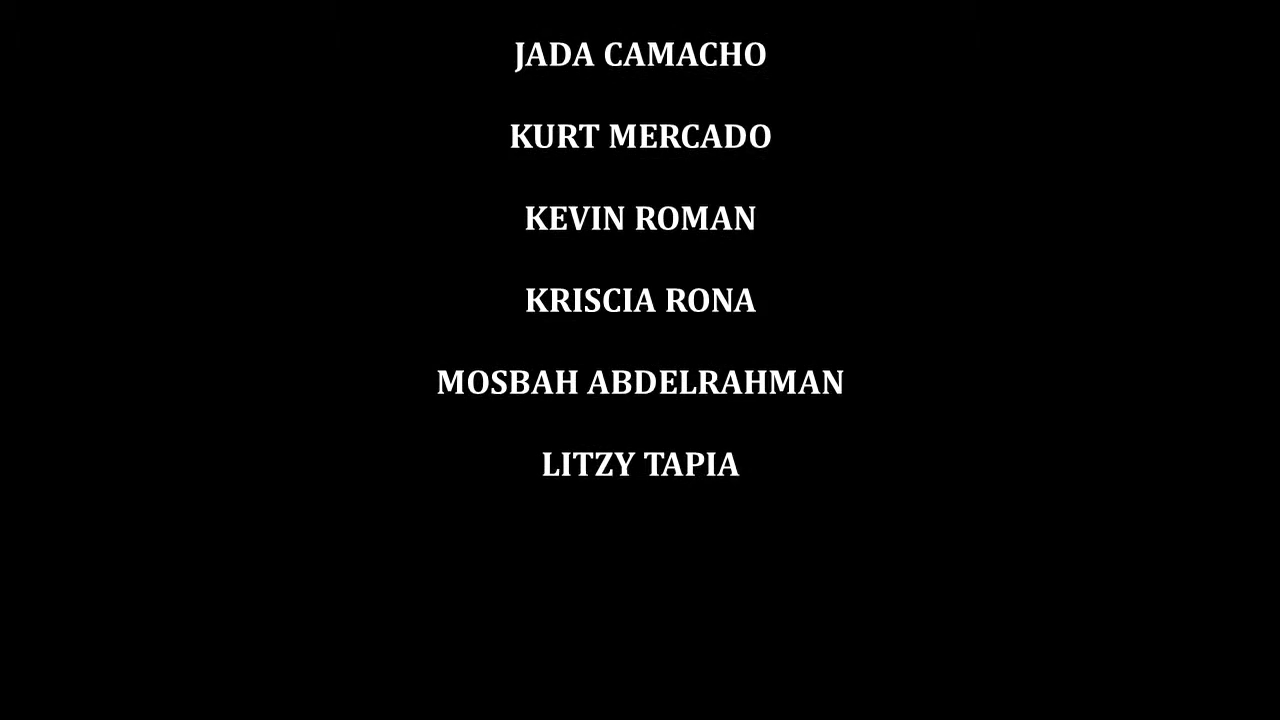 JADA CAMACHO
KURT MERCADO
KEVIN ROMAN
KRISCIA RONA
MOSBAH ABDELRAHMAN
LITZY TAPIA